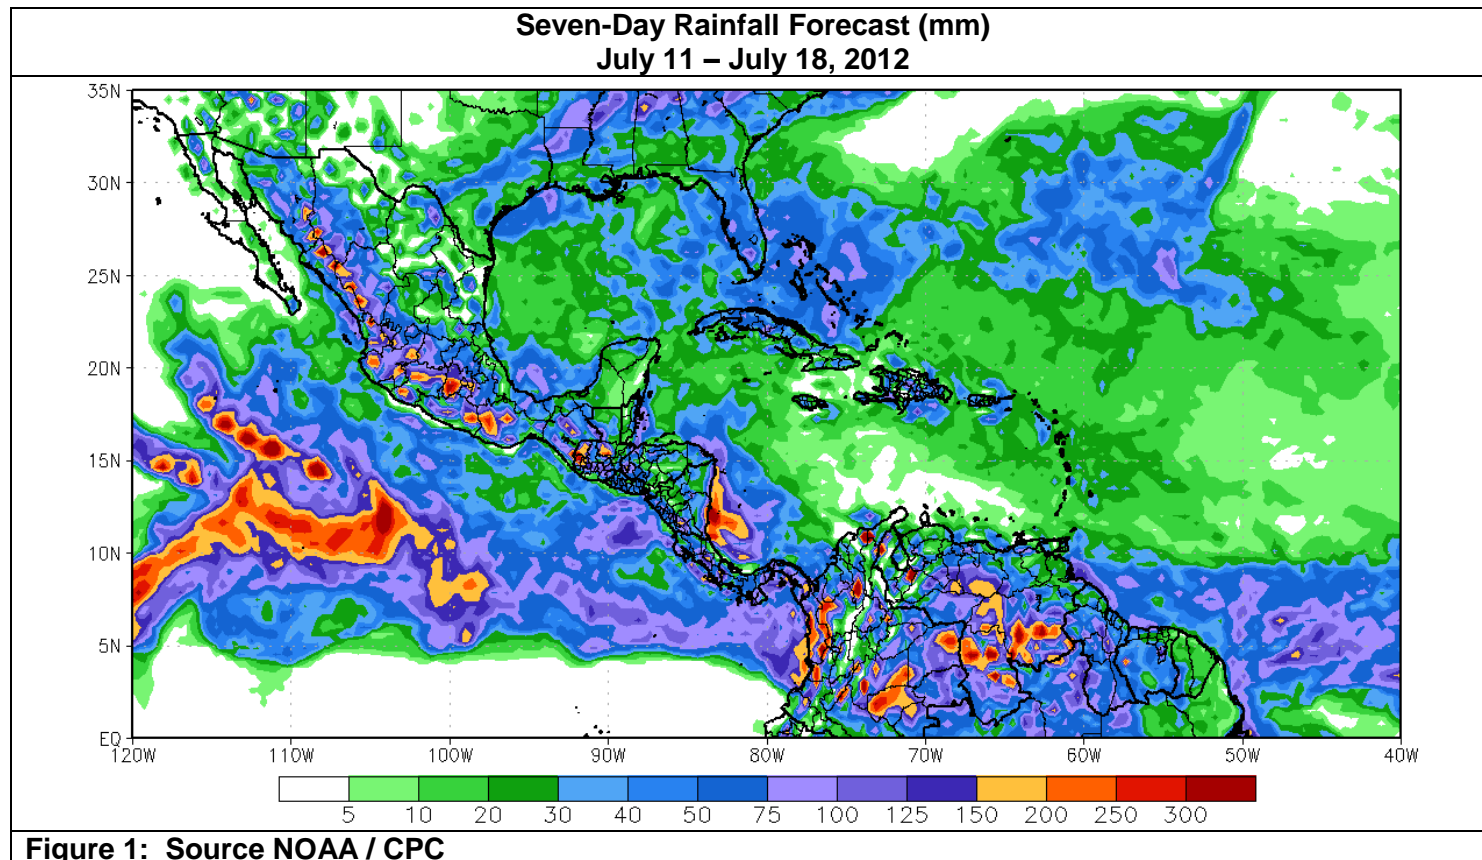 Seven-Day Rainfall Forecast (mm)
July 11 – July 18, 2012
35N
30N
25N
20N
15N
10N
5N
EQ
120W 110W 100W 90W 80W 70W 60W 50W 40W
5 10 20 30 40 50 75 100 125 150 200 250 300
Figure 1: Source NOAA / CPC